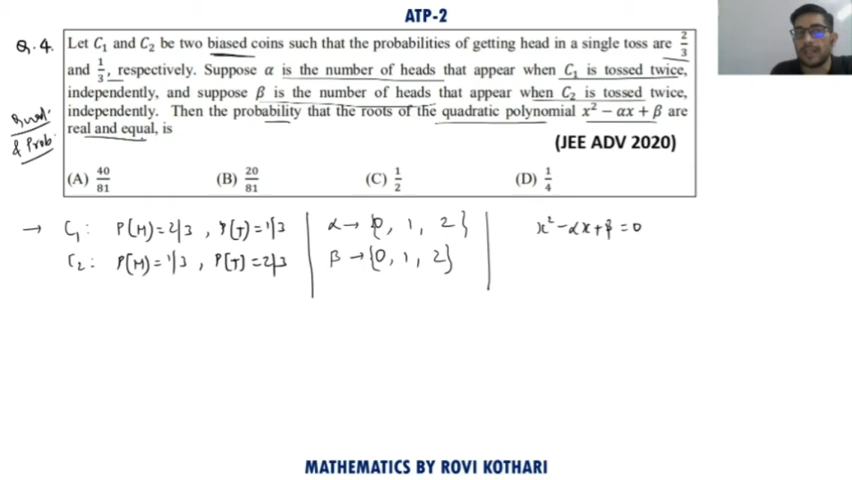 ATP-2
Q.4. Let C₁ and C₂ be two biased coins such that the probabilities of getting head in a single toss are 2/3
and 1/3, respectively. Suppose α is the number of heads that appear when C₁ is tossed twice,
independently, and suppose β is the number of heads that appear when C₂ is tossed twice,
independently. Then the probability that the roots of the quadratic polynomial x² − αx + β are
real and equal, is
Quad.
& Prob.
(JEE ADV 2020)
(A) 40/81 (B) 20/81 (C) 1/2 (D) 1/4
→ C₁: P(H)=2/3, P(T)=1/3 | α→{0, 1, 2} | x²−αx+β=0
C₂: P(H)=1/3, P(T)=2/3 | β→{0, 1, 2}
MATHEMATICS BY ROVI KOTHARI